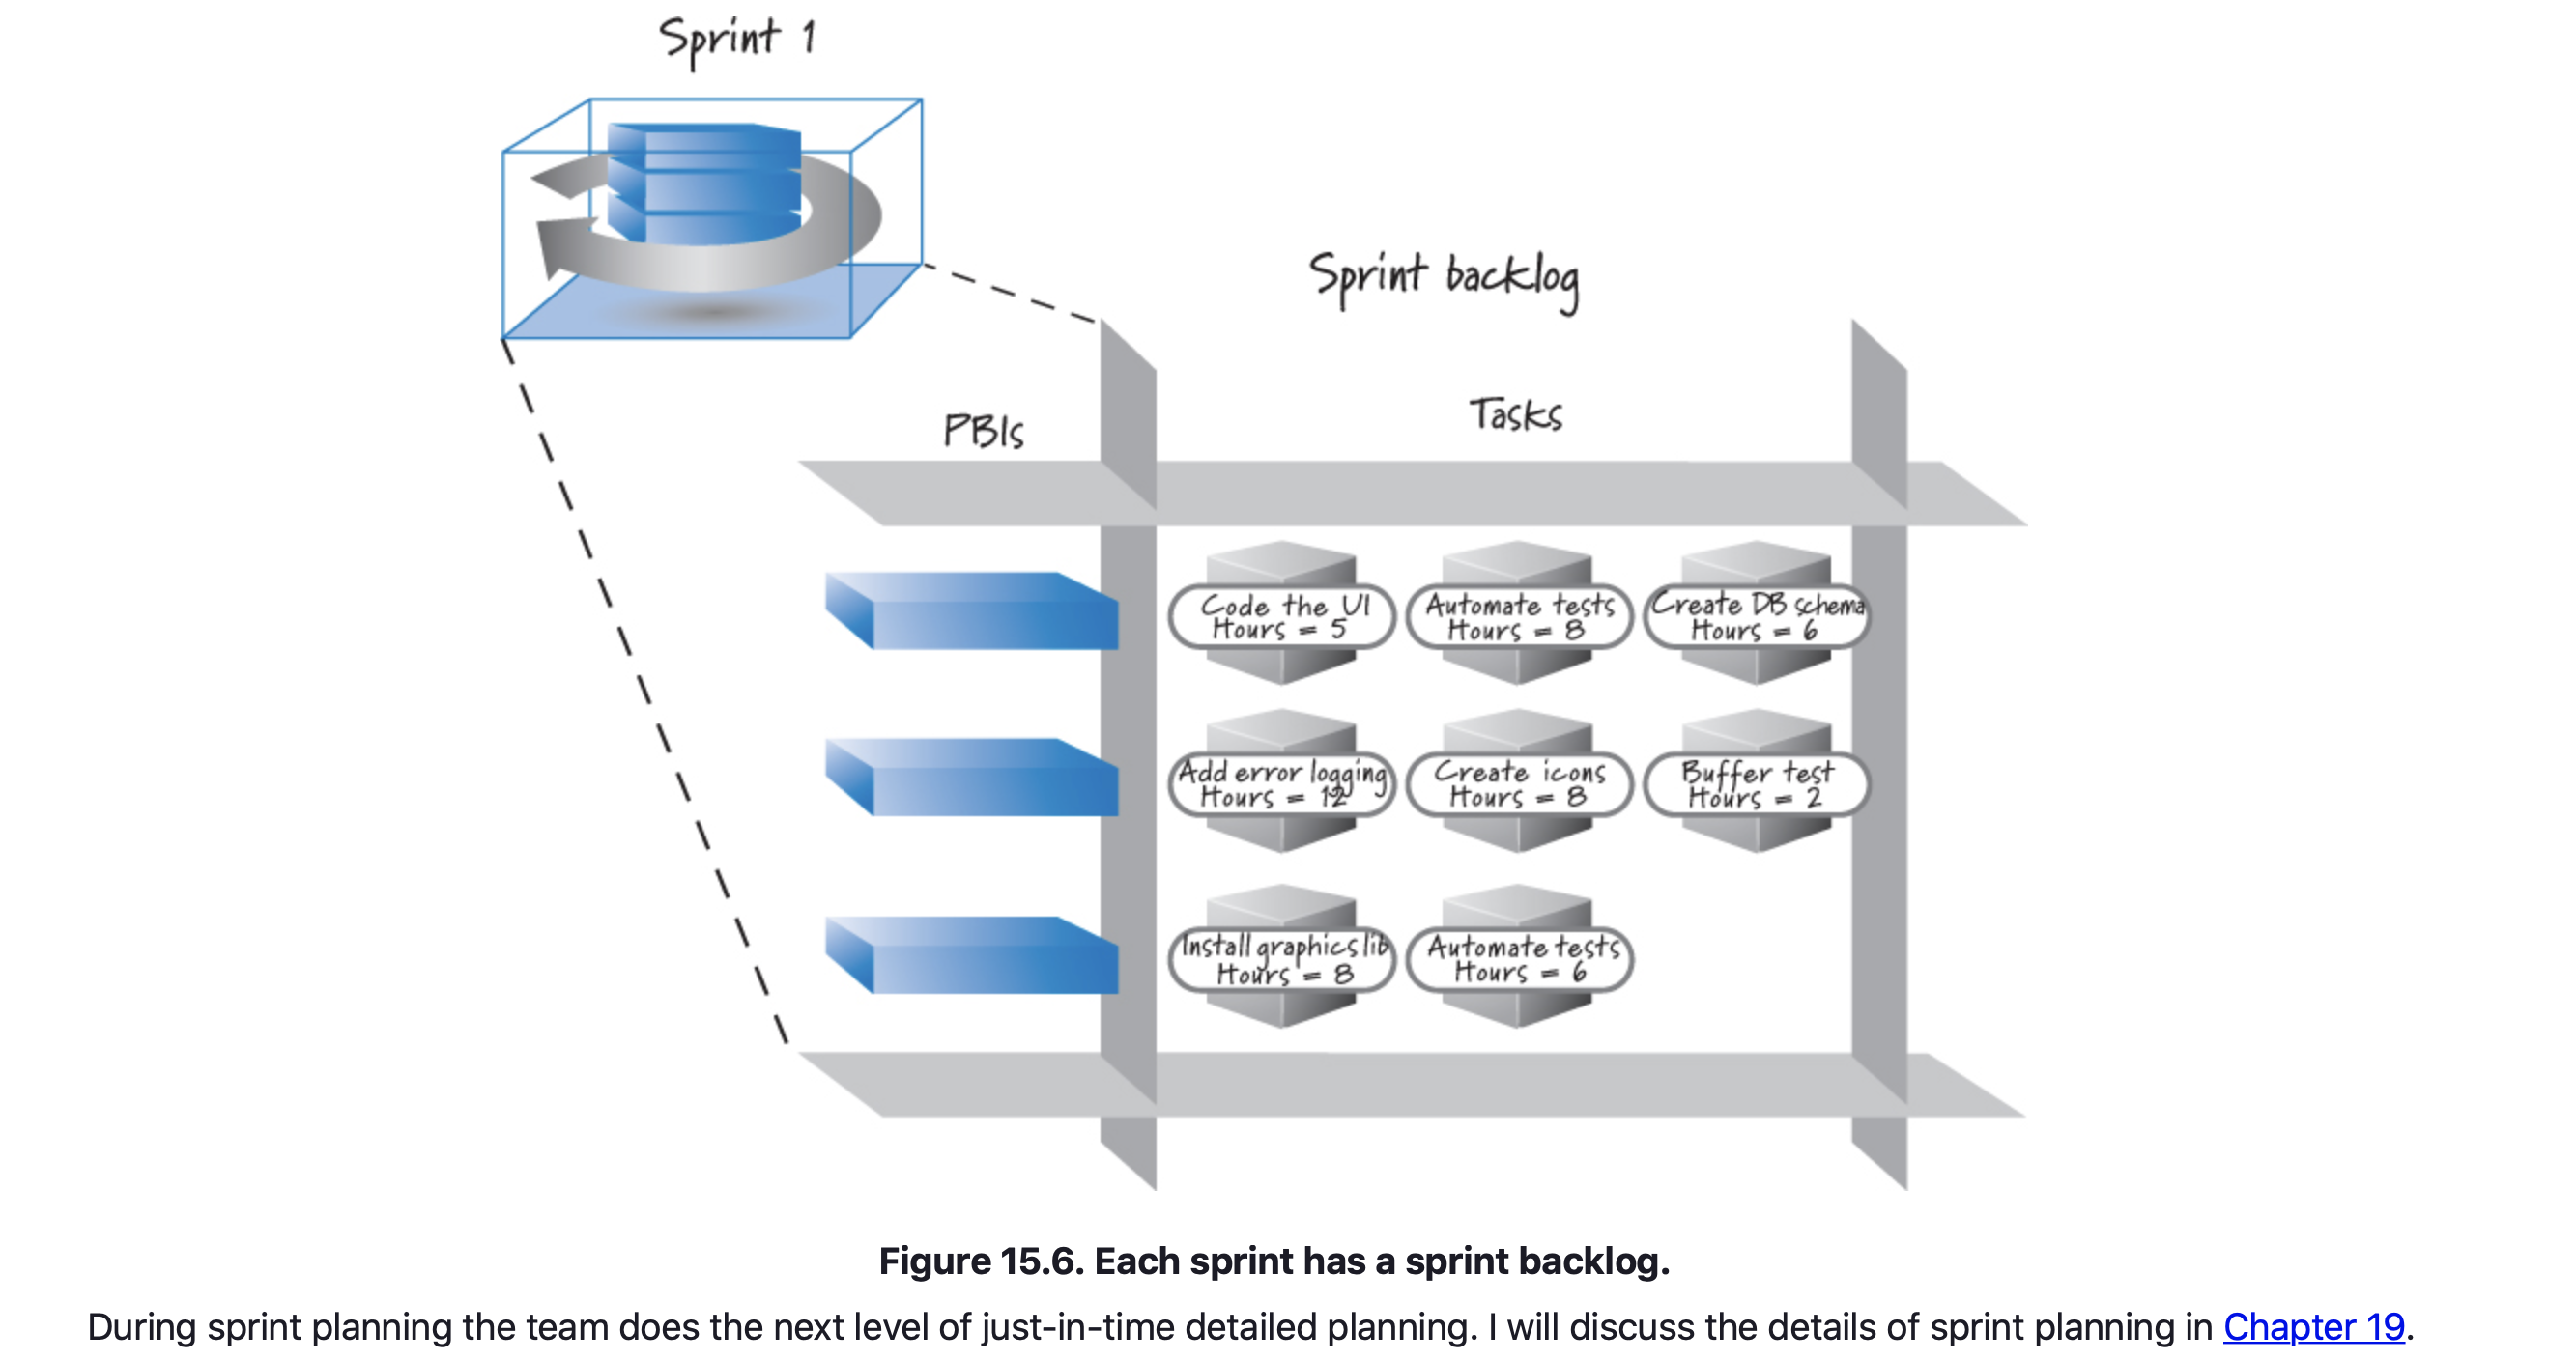 Sprint 1
Sprint backlog
PBIs
Tasks
Code the UI
Hours = 5
Automate tests
Hours = 8
Create DB schema
Hours = 6
Add error logging
Hours = 12
Create icons
Hours = 8
Buffer test
Hours = 2
Install graphics lib
Hours = 8
Automate tests
Hours = 6
Figure 15.6. Each sprint has a sprint backlog.
During sprint planning the team does the next level of just-in-time detailed planning. I will discuss the details of sprint planning in Chapter 19.